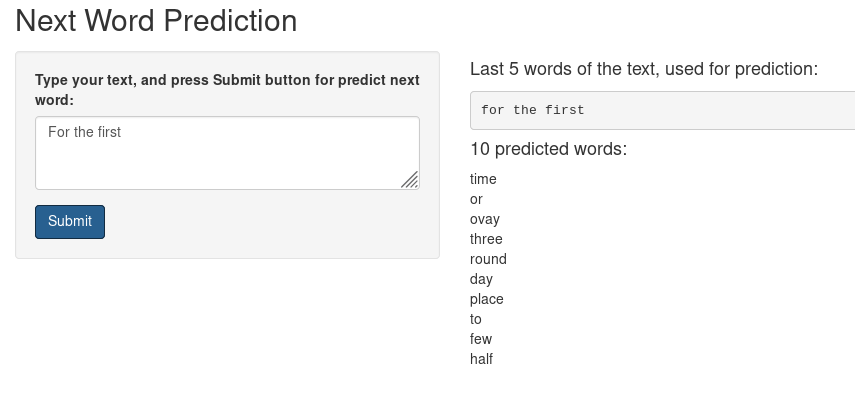 Next Word Prediction
Type your text, and press Submit button for predict next
word:
For the first
Submit
Last 5 words of the text, used for prediction:
for the first
10 predicted words:
time
or
ovay
three
round
day
place
to
few
half